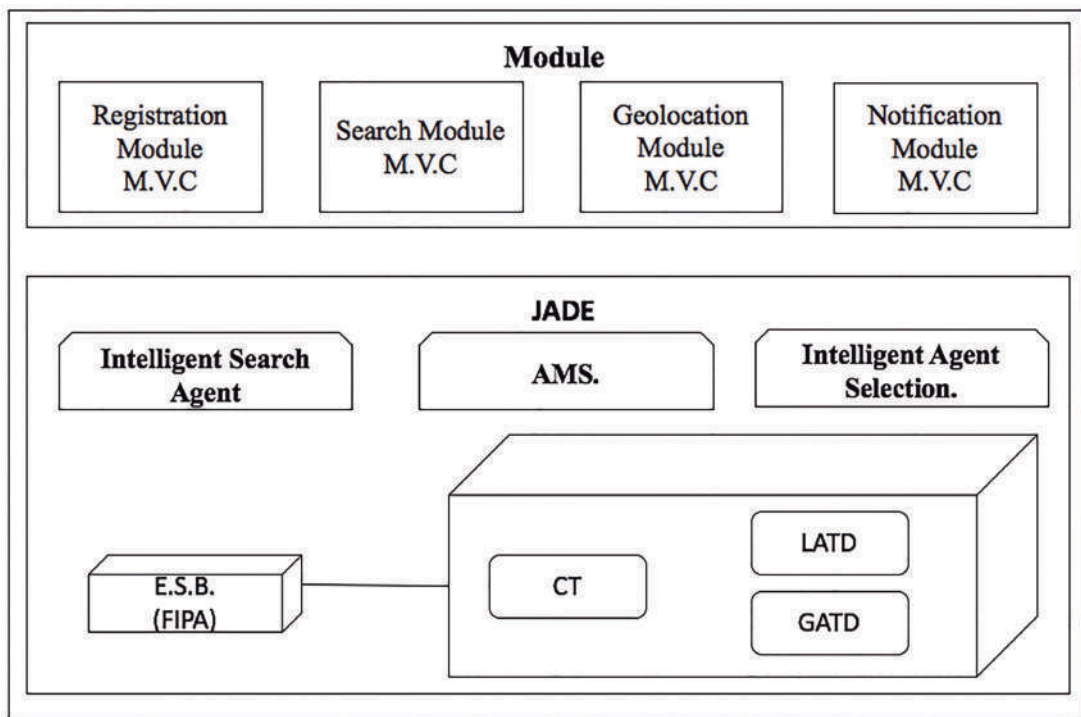 Module
Registration
Module
M.V.C
Search Module
M.V.C
Geolocation
Module
M.V.C
Notification
Module
M.V.C
JADE
Intelligent Search
Agent
AMS.
Intelligent Agent
Selection.
E.S.B.
(FIPA)
CT
LATD
GATD